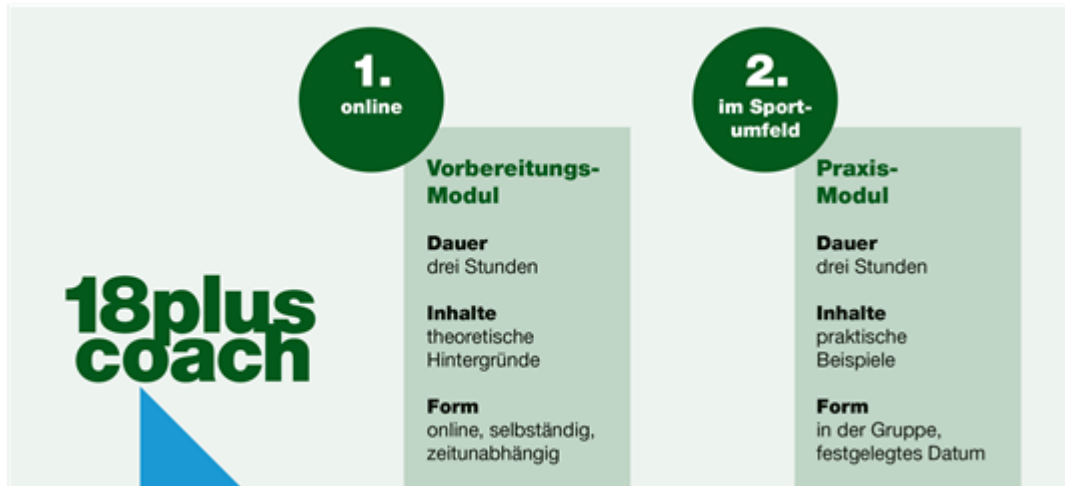 1.
online
Vorbereitungs-
Modul
Dauer
drei Stunden
Inhalte
theoretische
Hintergründe
Form
online, selbständig,
zeitunabhängig
2.
im Sport-
umfeld
Praxis-
Modul
Dauer
drei Stunden
Inhalte
praktische
Beispiele
Form
in der Gruppe,
festgelegtes Datum
18plus
coach